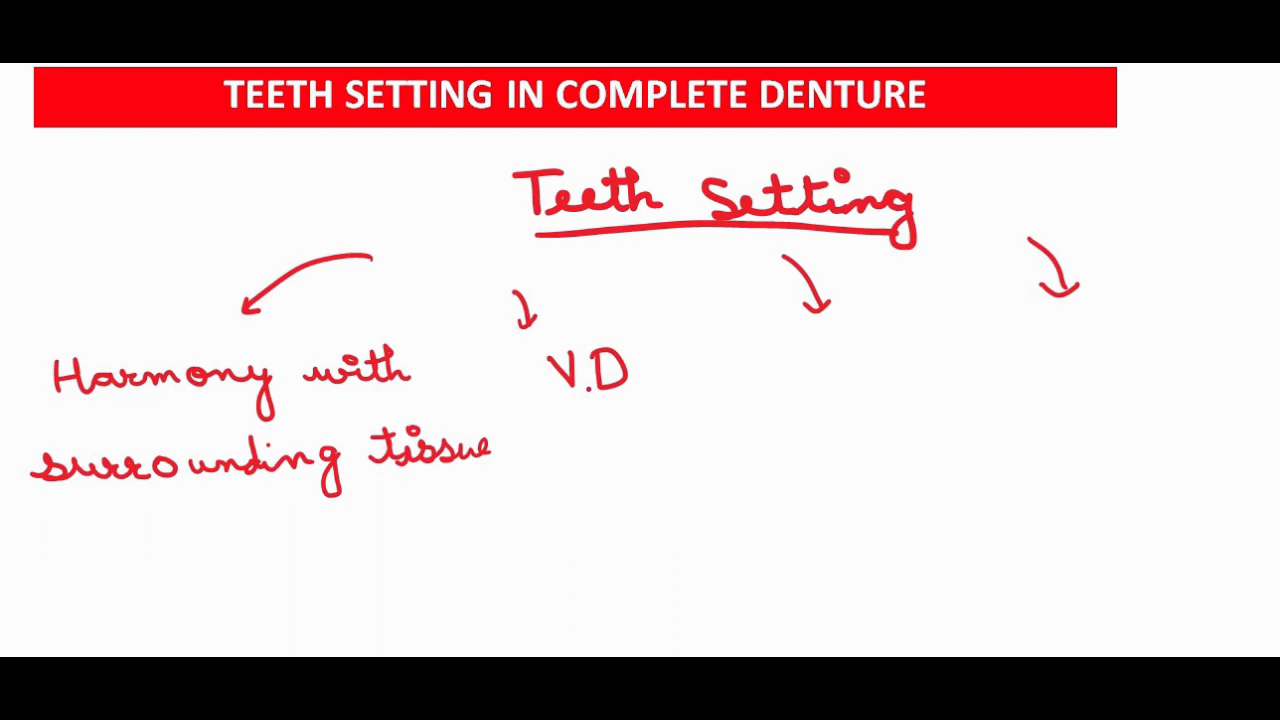 TEETH SETTING IN COMPLETE DENTURE
Teeth Setting
Harmony with
surrounding tissue
V.D